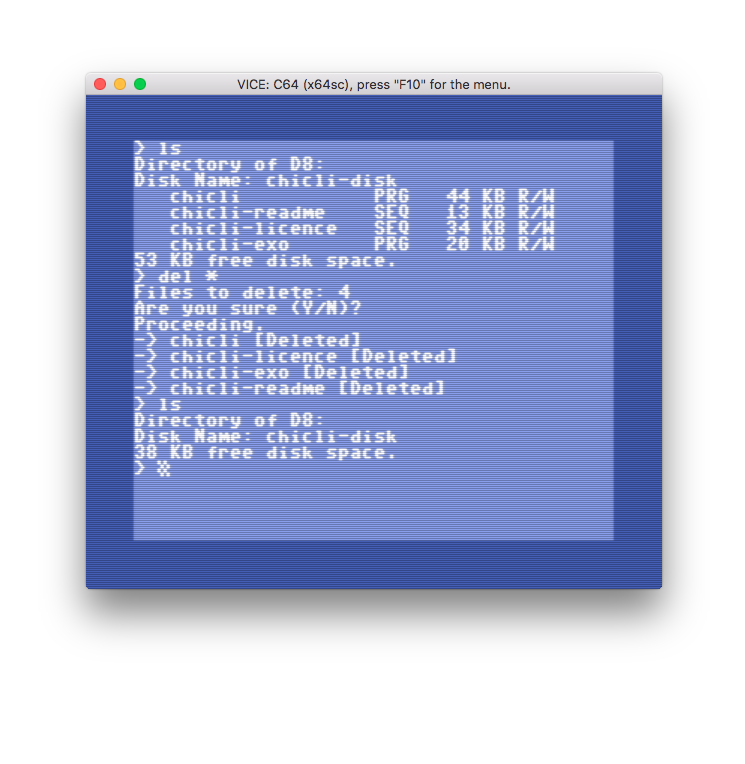 VICE: C64 (x64sc), press "F10" for the menu.
> ls
Directory of D8:
Disk Name: chicli-disk
chicli PRG 44 KB R/W
chicli-readme SEQ 13 KB R/W
chicli-licence SEQ 34 KB R/W
chicli-exo PRG 20 KB R/W
53 KB free disk space.
> del *
Files to delete: 4
Are you sure (Y/N)?
Proceeding.
-> chicli [Deleted]
-> chicli-licence [Deleted]
-> chicli-exo [Deleted]
-> chicli-readme [Deleted]
> ls
Directory of D8:
Disk Name: chicli-disk
38 KB free disk space.
>